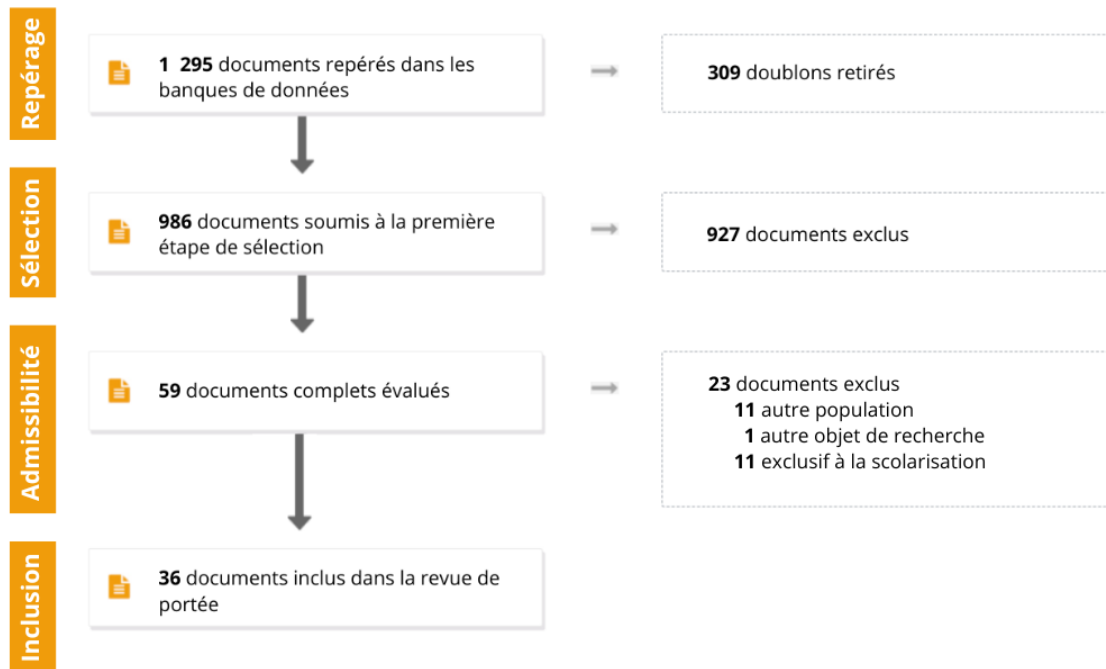 Repérage
1 295 documents repérés dans les
banques de données
309 doublons retirés
Sélection
986 documents soumis à la première
étape de sélection
927 documents exclus
Admissibilité
59 documents complets évalués
23 documents exclus
11 autre population
1 autre objet de recherche
11 exclusif à la scolarisation
Inclusion
36 documents inclus dans la revue de
portée